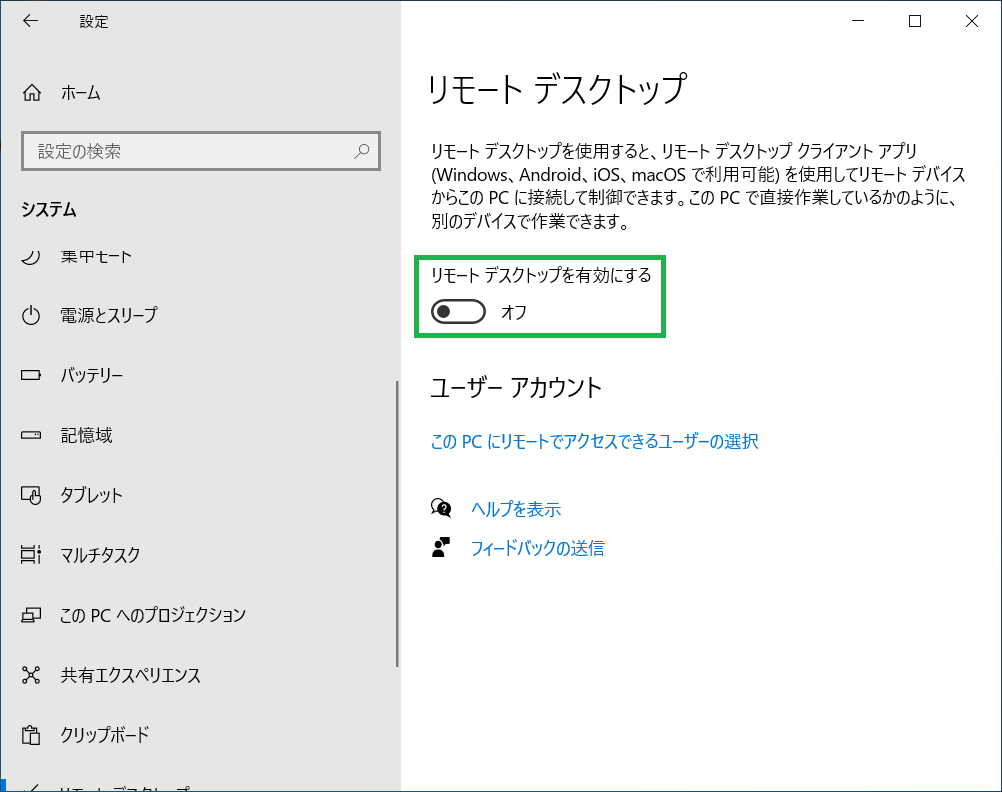 設定
ホーム
設定の検索
システム
集中モード
電源とスリープ
バッテリー
記憶域
タブレット
マルチタスク
この PC へのプロジェクション
共有エクスペリエンス
クリップボード
リモート デスクトップ
リモート デスクトップ
リモート デスクトップを使用すると、リモート デスクトップ クライアント アプリ
(Windows、Android、iOS、macOS で利用可能) を使用してリモート デバイス
からこの PC に接続して制御できます。この PC で直接作業しているかのように、
別のデバイスで作業できます。
リモート デスクトップを有効にする
オフ
ユーザー アカウント
この PC にリモートでアクセスできるユーザーの選択
ヘルプを表示
フィードバックの送信